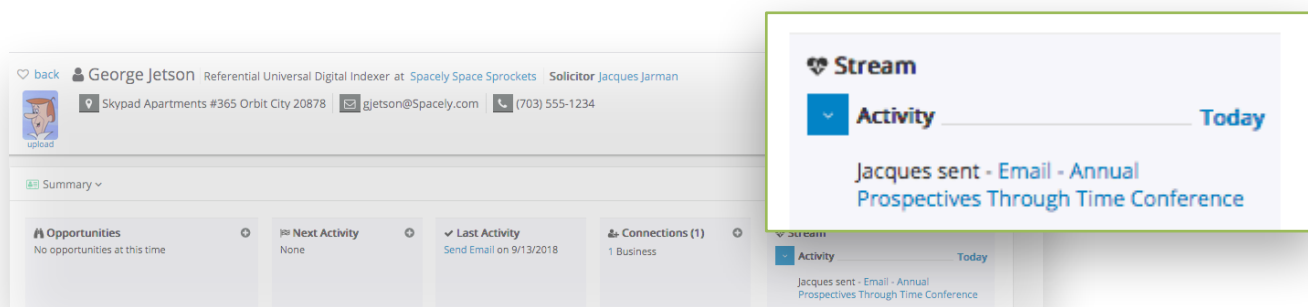 back George Jetson Referential Universal Digital Indexer at Spacely Space Sprockets Solicitor Jacques Jarman
Skypad Apartments #365 Orbit City 20878 gjetson@Spacely.com (703) 555-1234
upload
Summary
Opportunities
No opportunities at this time
Next Activity
None
Last Activity
Send Email on 9/13/2018
Connections (1)
1 Business
Stream
Activity Today
Jacques sent - Email - Annual
Prospectives Through Time Conference
Stream
Activity Today
Jacques sent - Email - Annual
Prospectives Through Time Conference